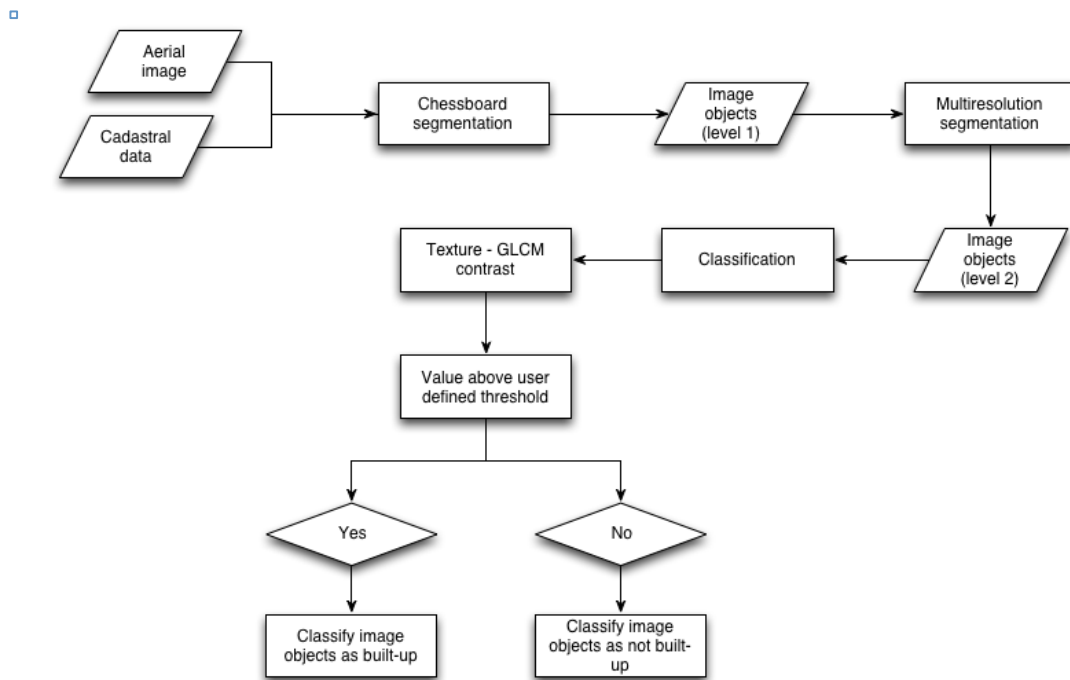 Aerial
image
Cadastral
data
Chessboard
segmentation
Image
objects
(level 1)
Multiresolution
segmentation
Image
objects
(level 2)
Classification
Texture - GLCM
contrast
Value above user
defined threshold
Yes
No
Classify image
objects as built-up
Classify image
objects as not built-
up